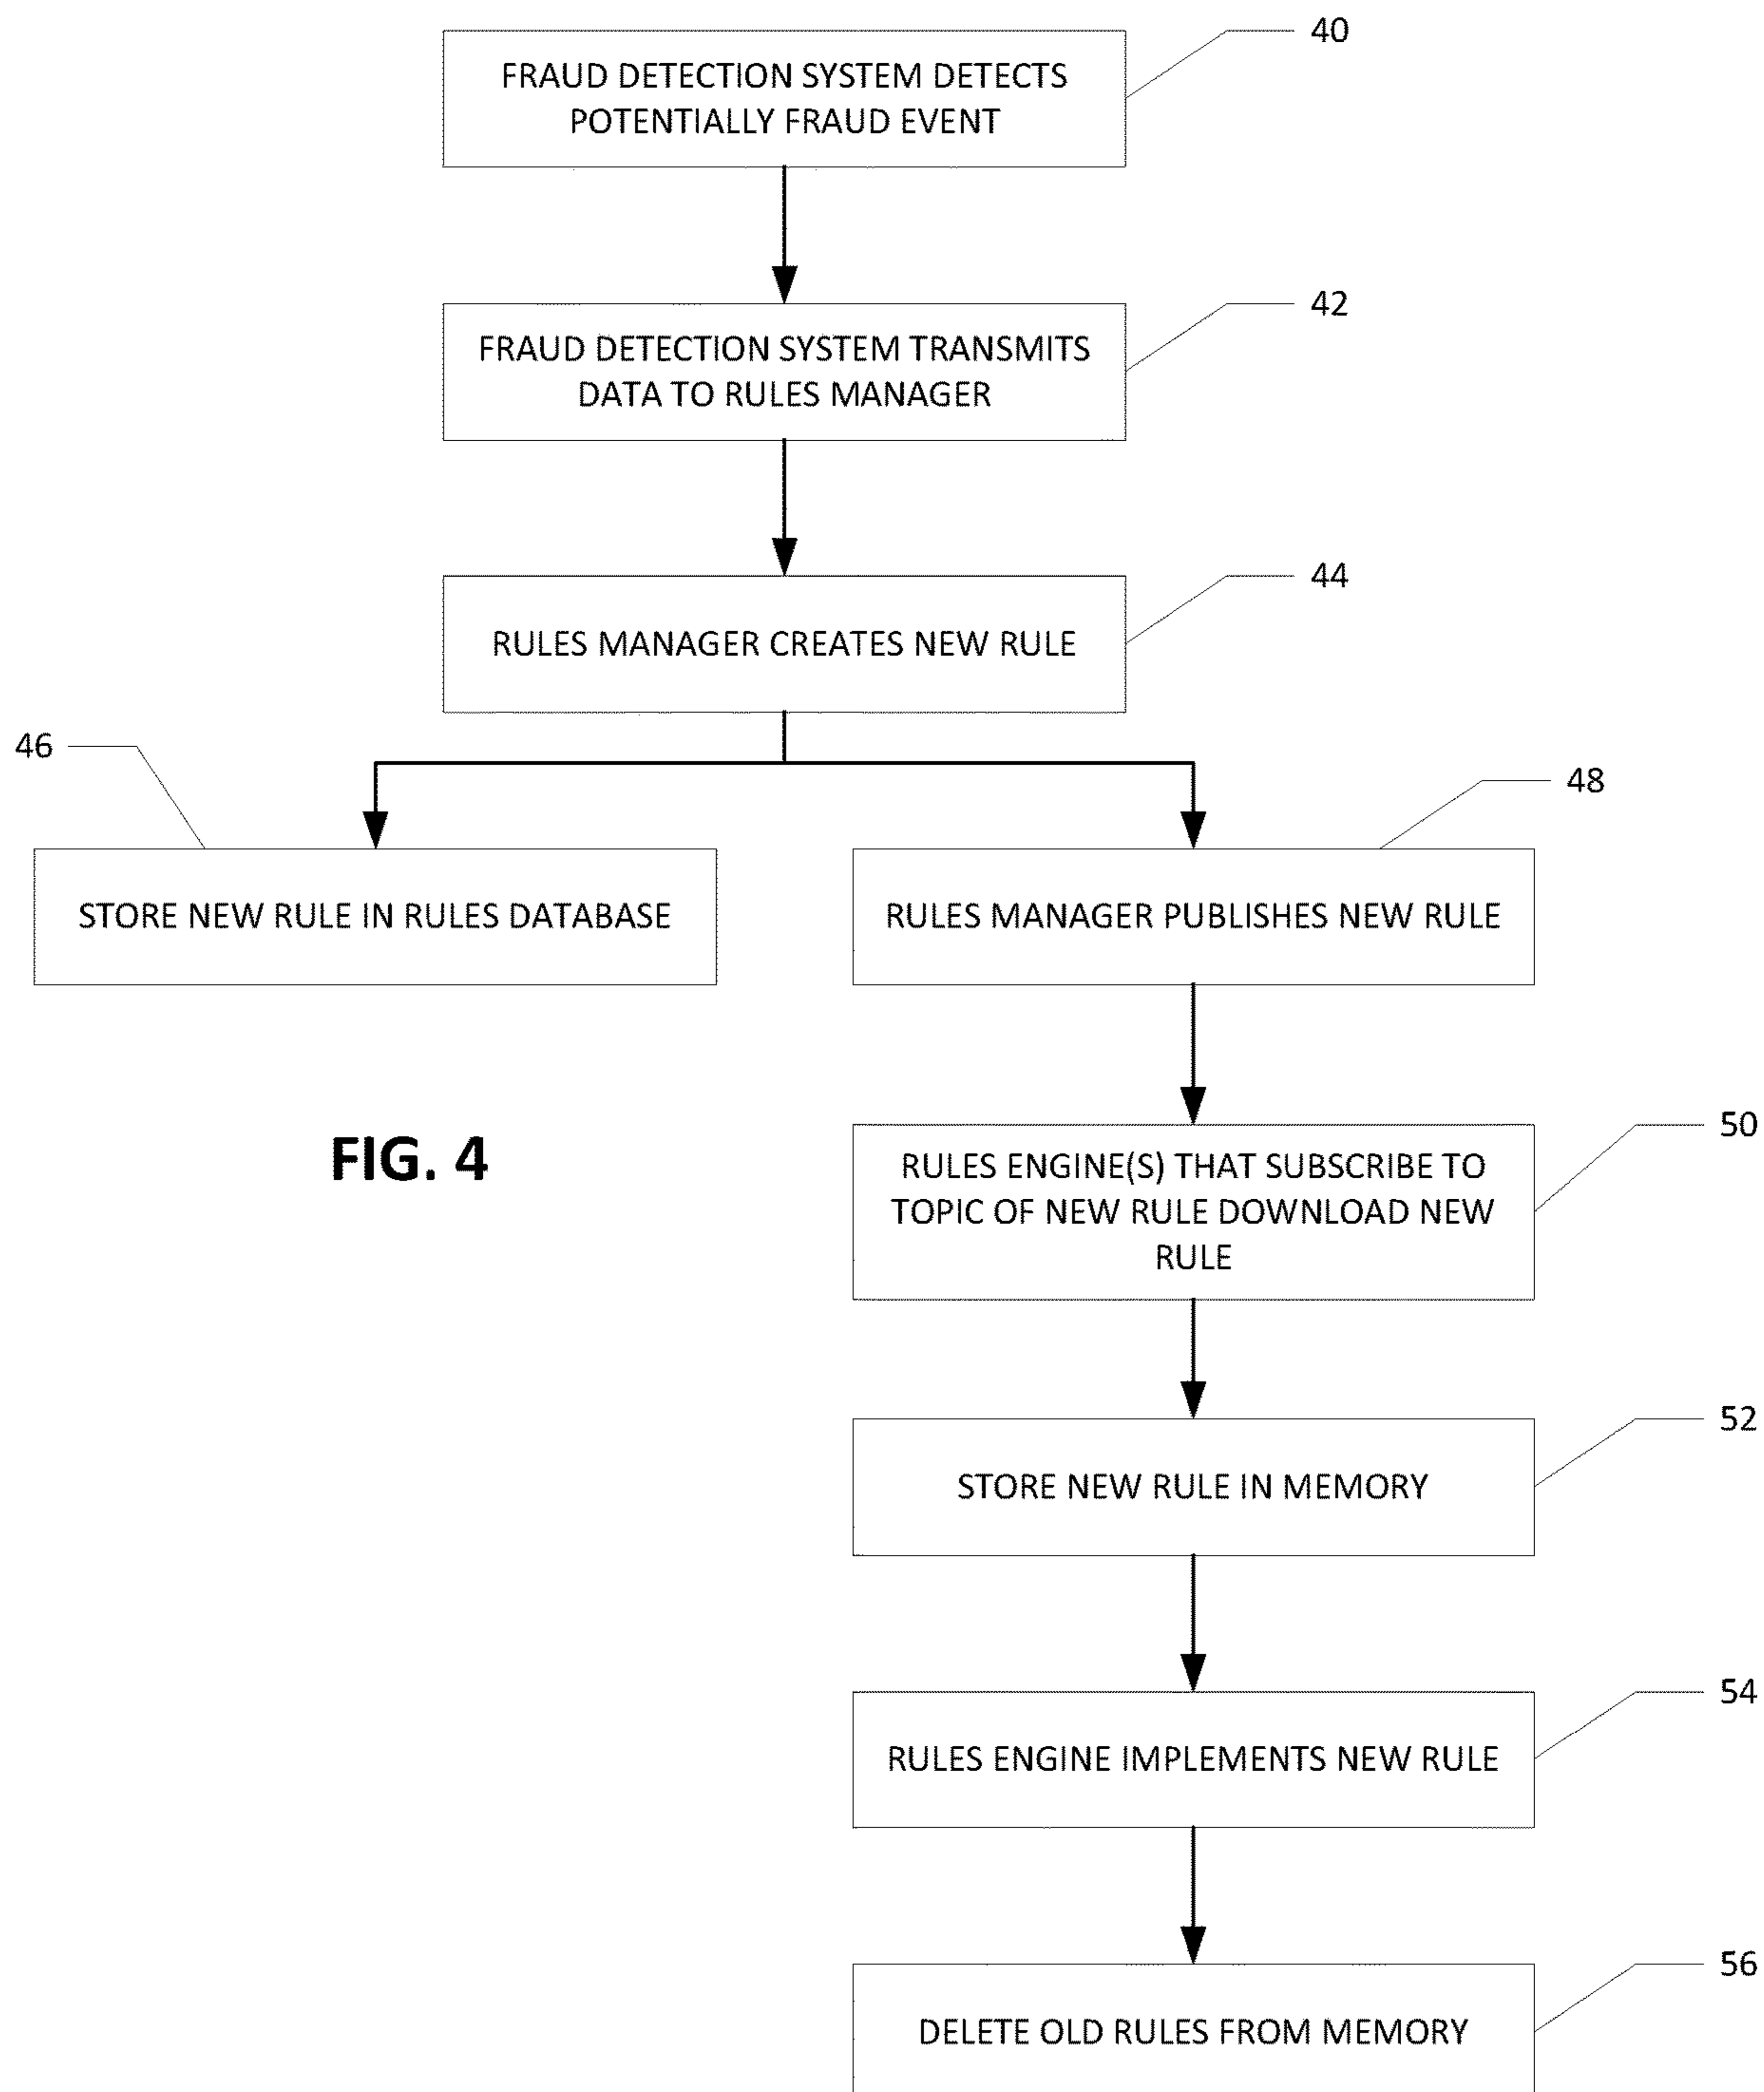 40
FRAUD DETECTION SYSTEM DETECTS
POTENTIALLY FRAUD EVENT
42
FRAUD DETECTION SYSTEM TRANSMITS
DATA TO RULES MANAGER
44
RULES MANAGER CREATES NEW RULE
46
48
STORE NEW RULE IN RULES DATABASE
RULES MANAGER PUBLISHES NEW RULE
FIG. 4
50
RULES ENGINE(S) THAT SUBSCRIBE TO
TOPIC OF NEW RULE DOWNLOAD NEW
RULE
52
STORE NEW RULE IN MEMORY
54
RULES ENGINE IMPLEMENTS NEW RULE
56
DELETE OLD RULES FROM MEMORY